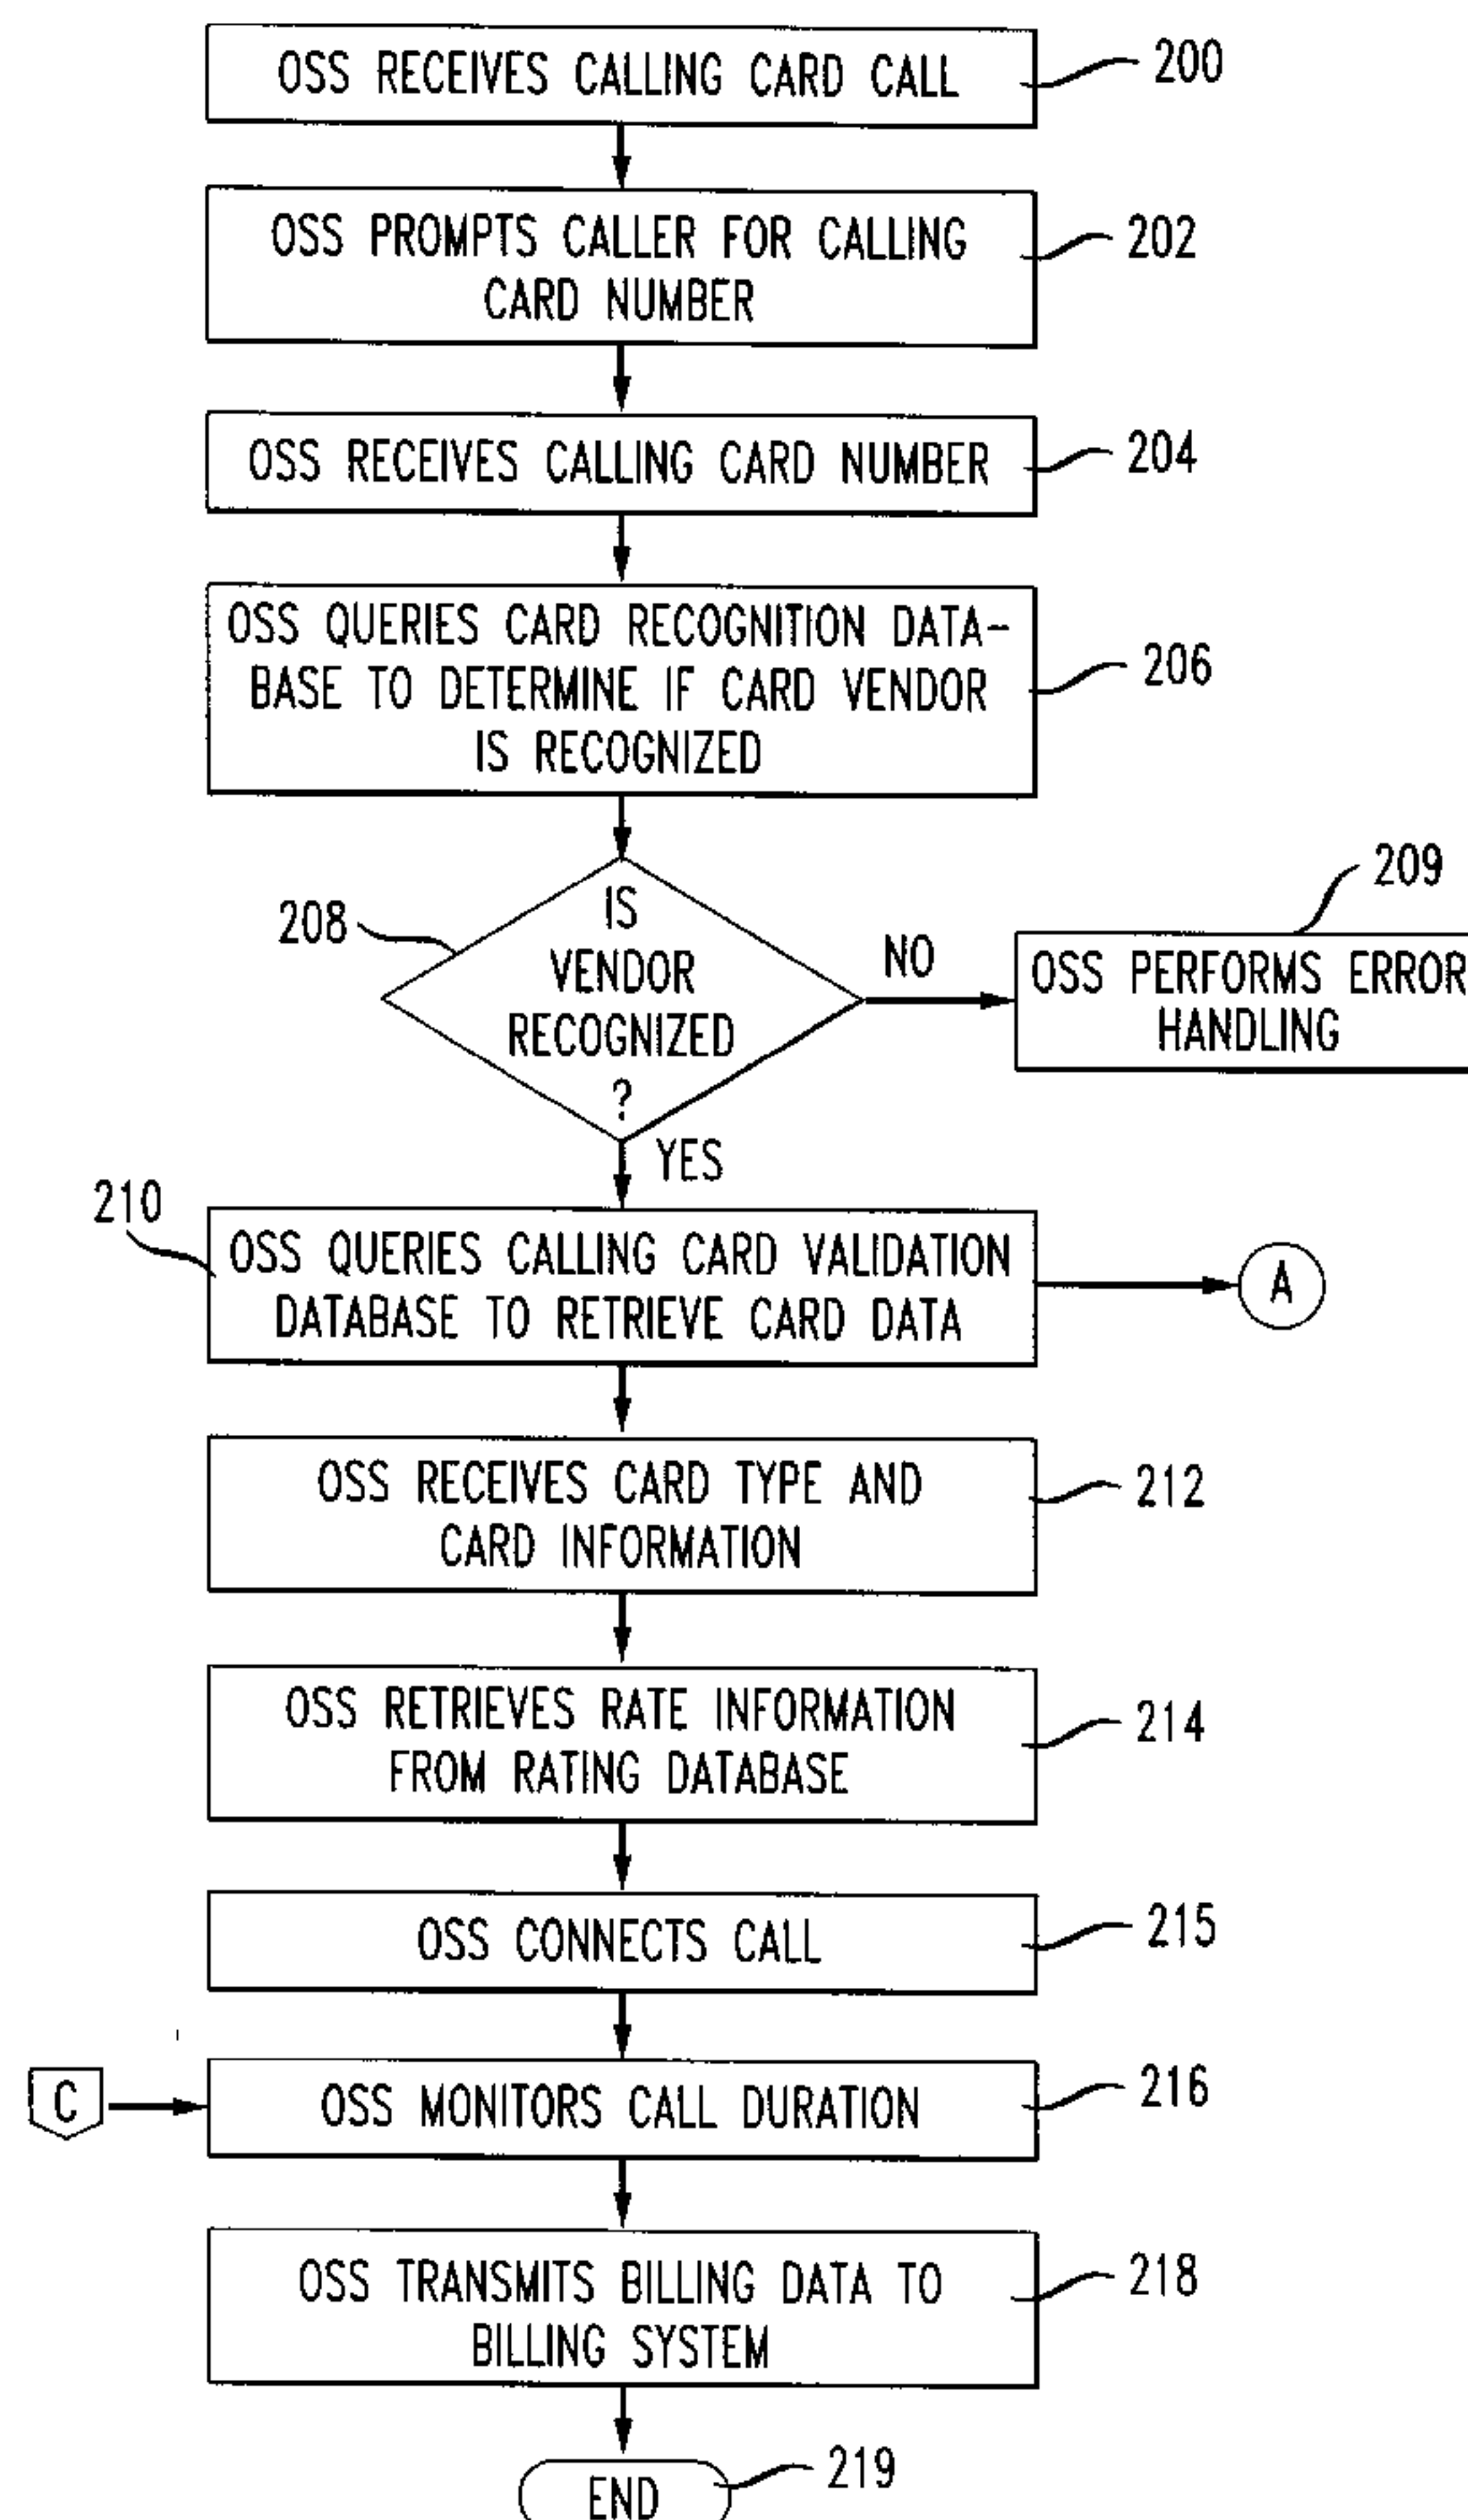 OSS RECEIVES CALLING CARD CALL
200
OSS PROMPTS CALLER FOR CALLING
CARD NUMBER
202
OSS RECEIVES CALLING CARD NUMBER
204
OSS QUERIES CARD RECOGNITION DATA-
BASE TO DETERMINE IF CARD VENDOR
IS RECOGNIZED
206
208
IS
VENDOR
RECOGNIZED
?
NO
209
OSS PERFORMS ERROR
HANDLING
YES
210
OSS QUERIES CALLING CARD VALIDATION
DATABASE TO RETRIEVE CARD DATA
A
OSS RECEIVES CARD TYPE AND
CARD INFORMATION
212
OSS RETRIEVES RATE INFORMATION
FROM RATING DATABASE
214
OSS CONNECTS CALL
215
C
OSS MONITORS CALL DURATION
216
OSS TRANSMITS BILLING DATA TO
BILLING SYSTEM
218
END
219